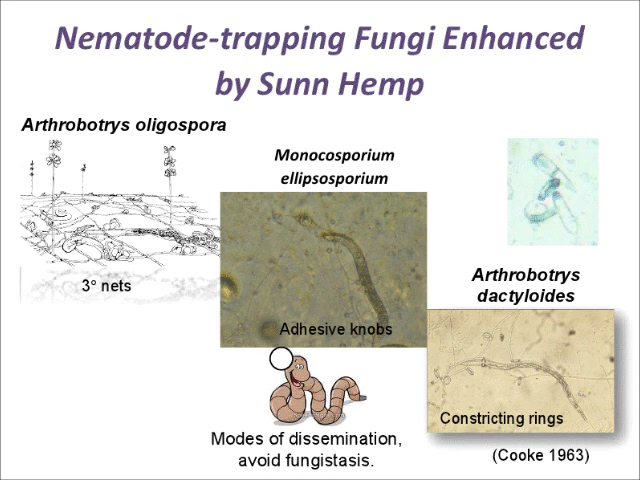 Nematode-trapping Fungi Enhanced
by Sunn Hemp
Arthrobotrys oligospora
Monocosporium
ellipsosporium
3° nets
Adhesive knobs
Arthrobotrys
dactyloides
Constricting rings
Modes of dissemination,
avoid fungistasis.
(Cooke 1963)